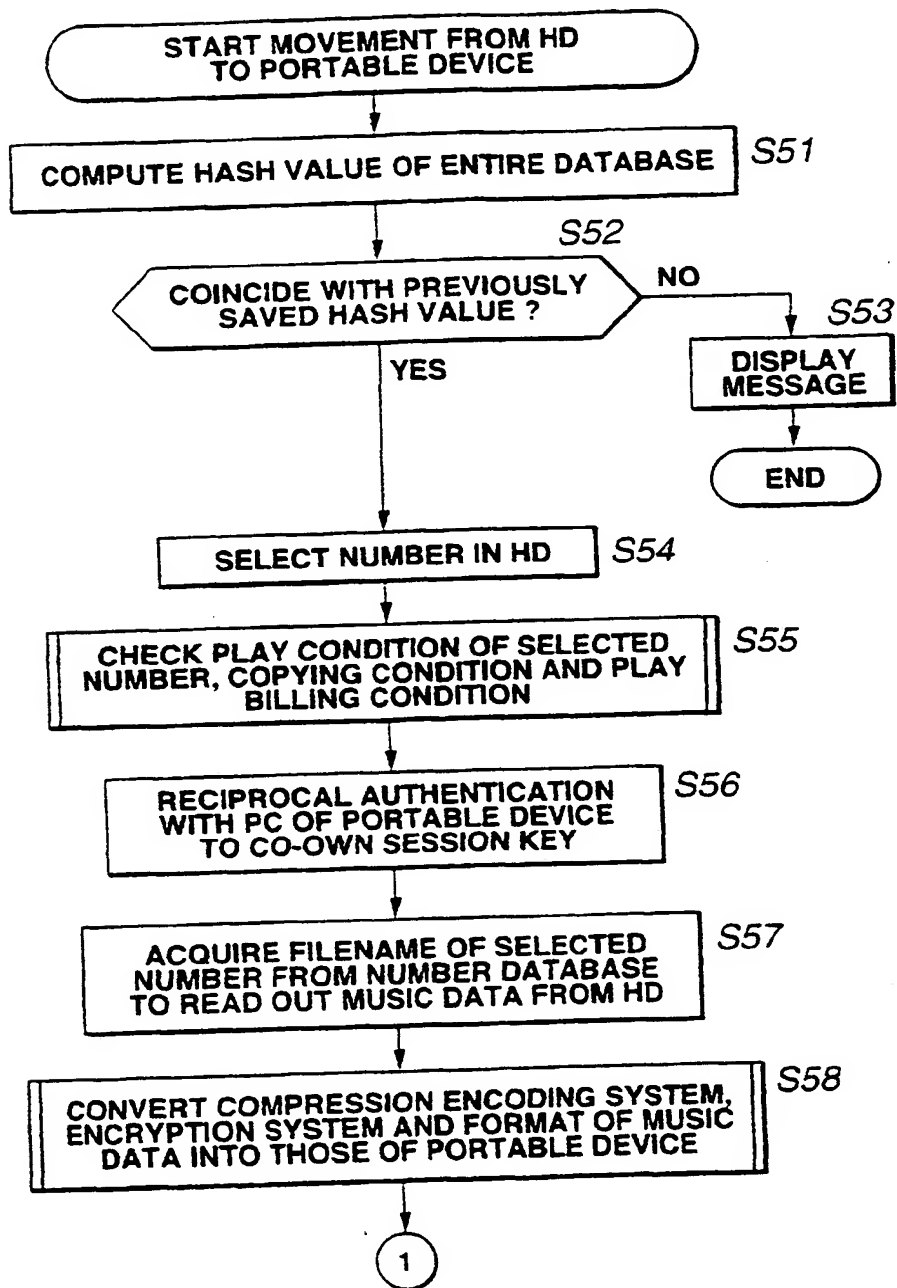 START MOVEMENT FROM HD
TO PORTABLE DEVICE
COMPUTE HASH VALUE OF ENTIRE DATABASE
S51
S52
COINCIDE WITH PREVIOUSLY
SAVED HASH VALUE ?
NO
YES
S53
DISPLAY
MESSAGE
END
SELECT NUMBER IN HD
S54
CHECK PLAY CONDITION OF SELECTED
NUMBER, COPYING CONDITION AND PLAY
BILLING CONDITION
S55
RECIPROCAL AUTHENTICATION
WITH PC OF PORTABLE DEVICE
TO CO-OWN SESSION KEY
S56
ACQUIRE FILENAME OF SELECTED
NUMBER FROM NUMBER DATABASE
TO READ OUT MUSIC DATA FROM HD
S57
CONVERT COMPRESSION ENCODING SYSTEM,
ENCRYPTION SYSTEM AND FORMAT OF MUSIC
DATA INTO THOSE OF PORTABLE DEVICE
S58
1